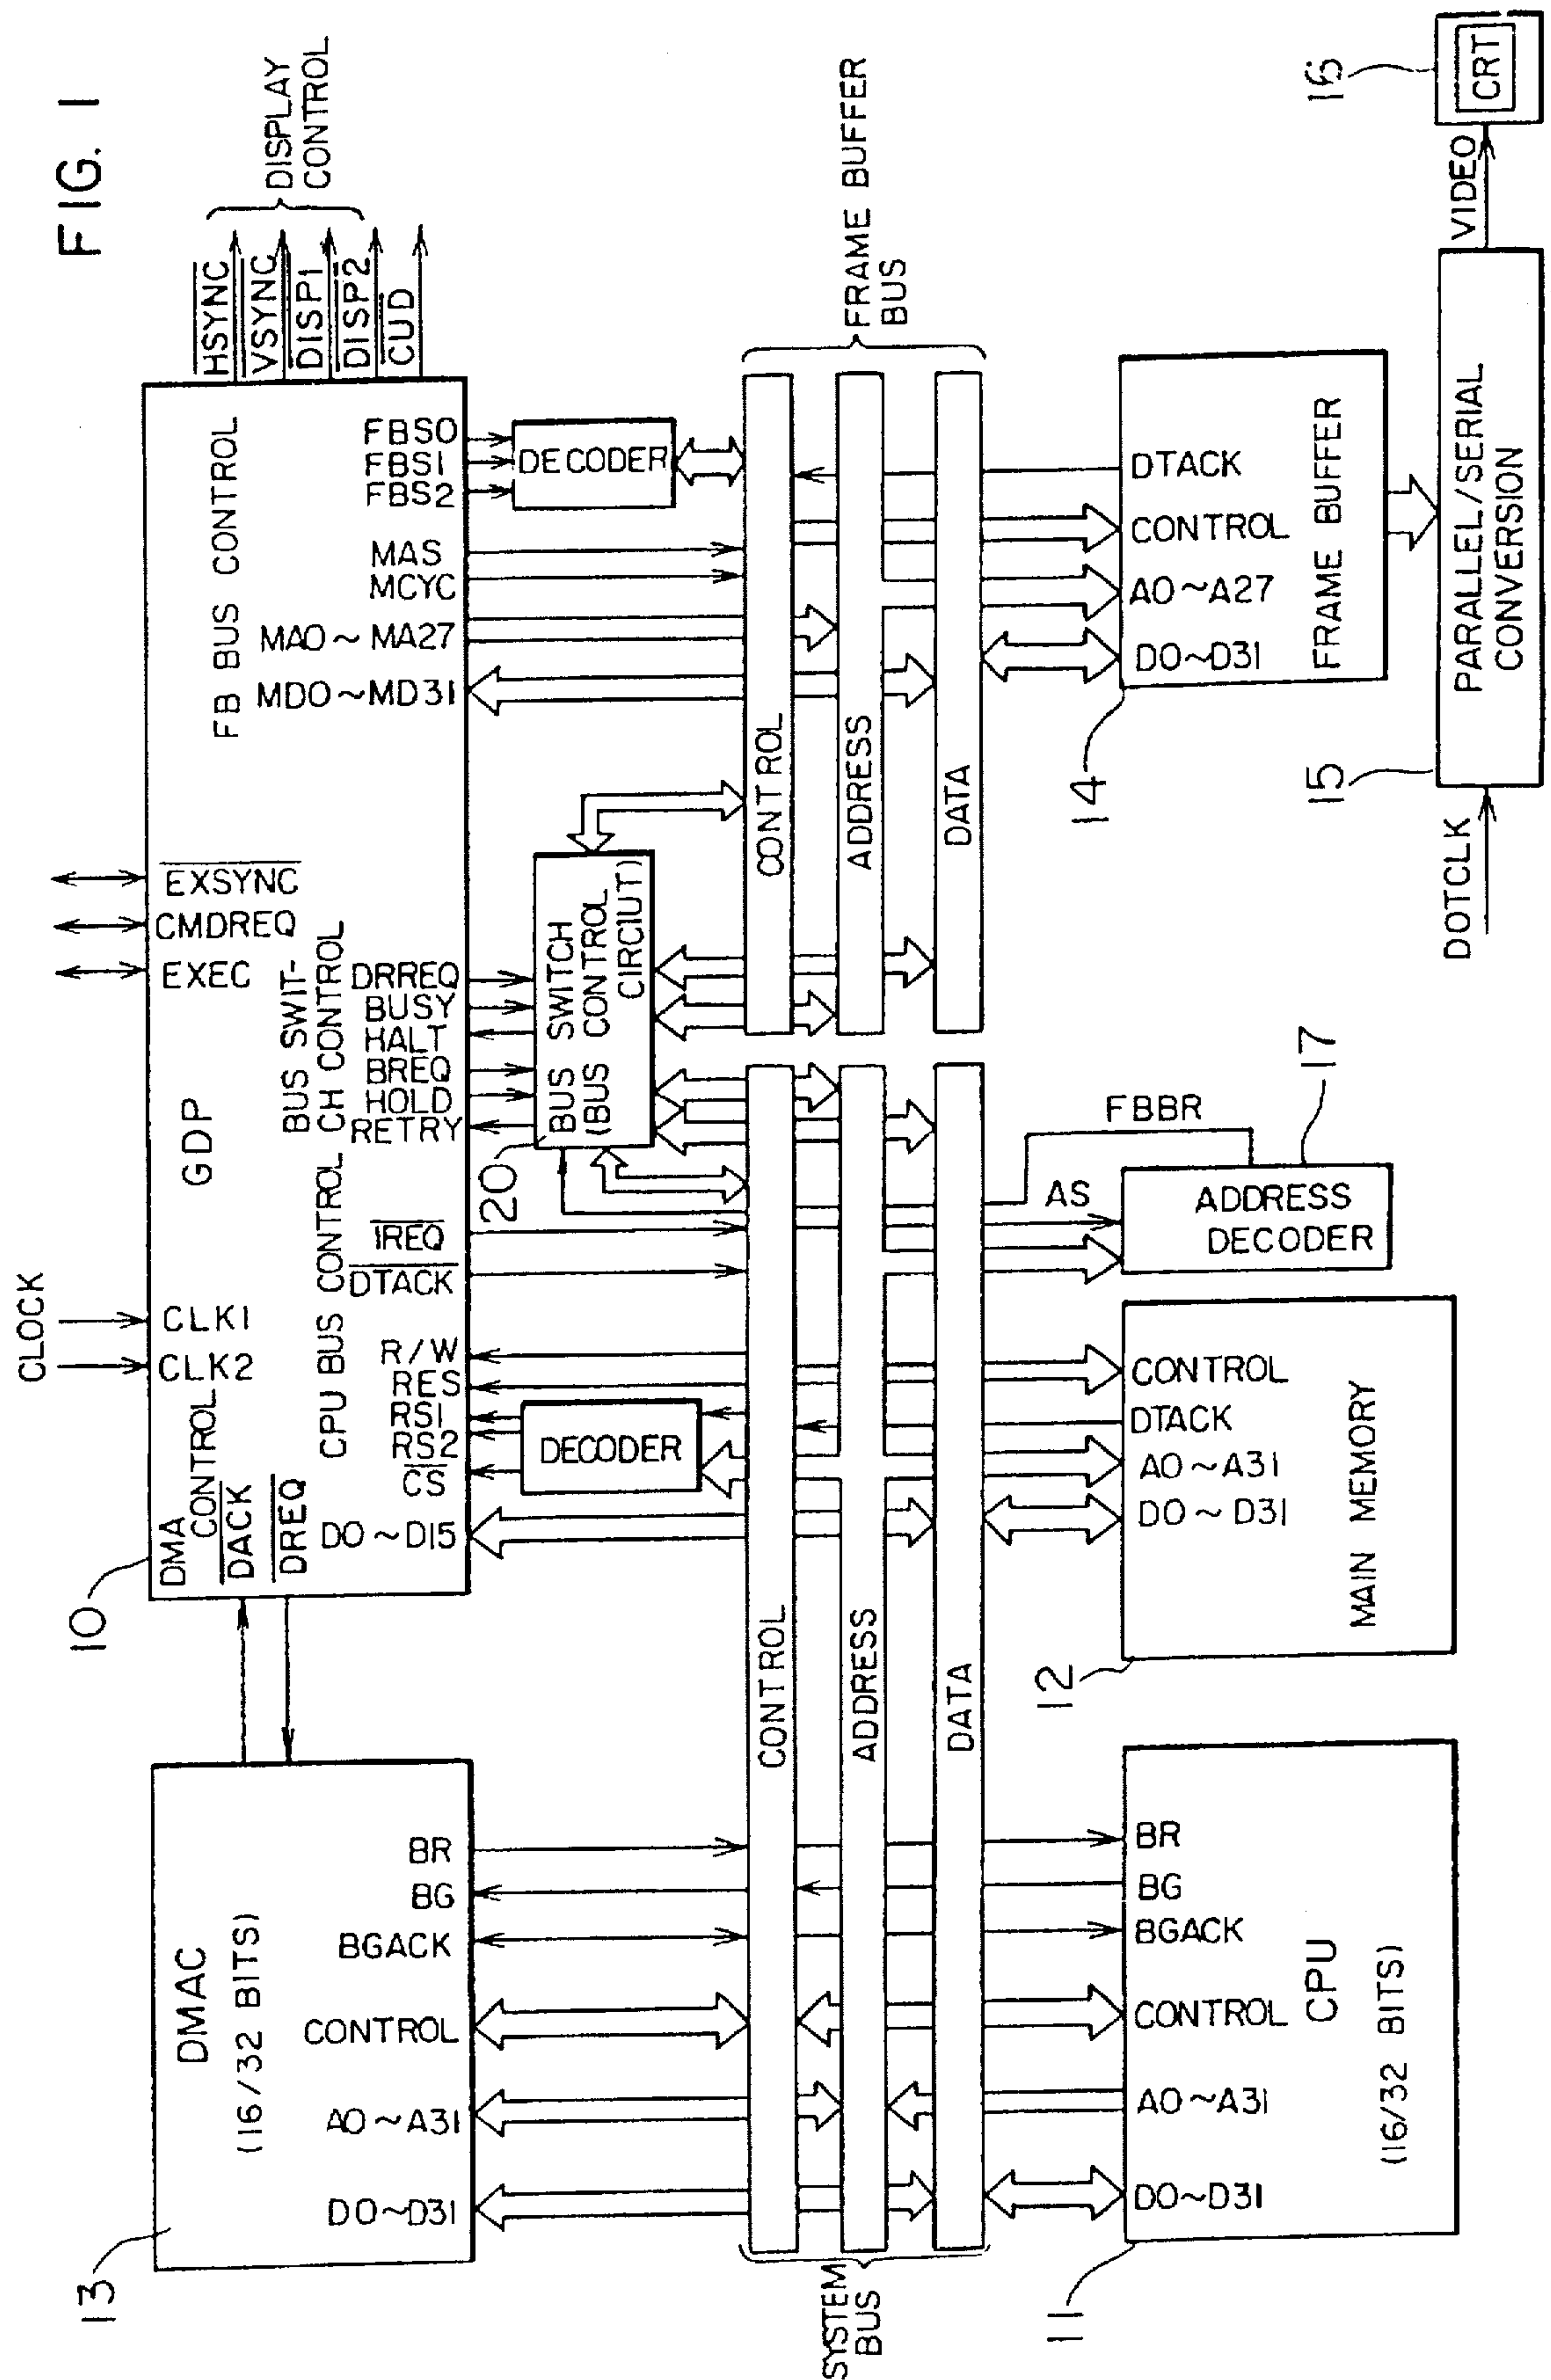 FIG. 1
13
DMAC
(16/32 BITS)
BR
BG
BGACK
CONTROL
A0~A31
D0~D31
10
CLOCK
CLK1
CLK2
DMA
CONTROL
DACK
DREQ
GDP
EXEC
CMDREQ
EXSYNC
CPU BUS CONTROL
D0~D15
CS
RS2
RS1
RES
R/W
DTACK
IREQ
BUS SWIT-
CH CONTROL
RETRY
HOLD
BREQ
HALT
BUSY
DRREQ
FB BUS CONTROL
MD0~MD31
MA0~MA27
MCYC
MAS
FBS2
FBS1
FBS0
HSYNC
VSYNC
DISP1
DISP2
CUD
DISPLAY
CONTROL
DECODER
20
BUS SWITCH
(BUS CONTROL
CIRCIUT)
DECODER
SYSTEM
BUS
CONTROL
ADDRESS
DATA
CONTROL
ADDRESS
DATA
FRAME BUFFER
BUS
11
BR
BG
BGACK
CONTROL
A0~A31
D0~D31
CPU
(16/32 BITS)
12
CONTROL
DTACK
A0~A31
D0~D31
MAIN MEMORY
AS
FBBR
17
ADDRESS
DECODER
14
DTACK
CONTROL
A0~A27
D0~D31
FRAME BUFFER
DOTCLK
15
PARALLEL/SERIAL
CONVERSION
VIDEO
16
CRT